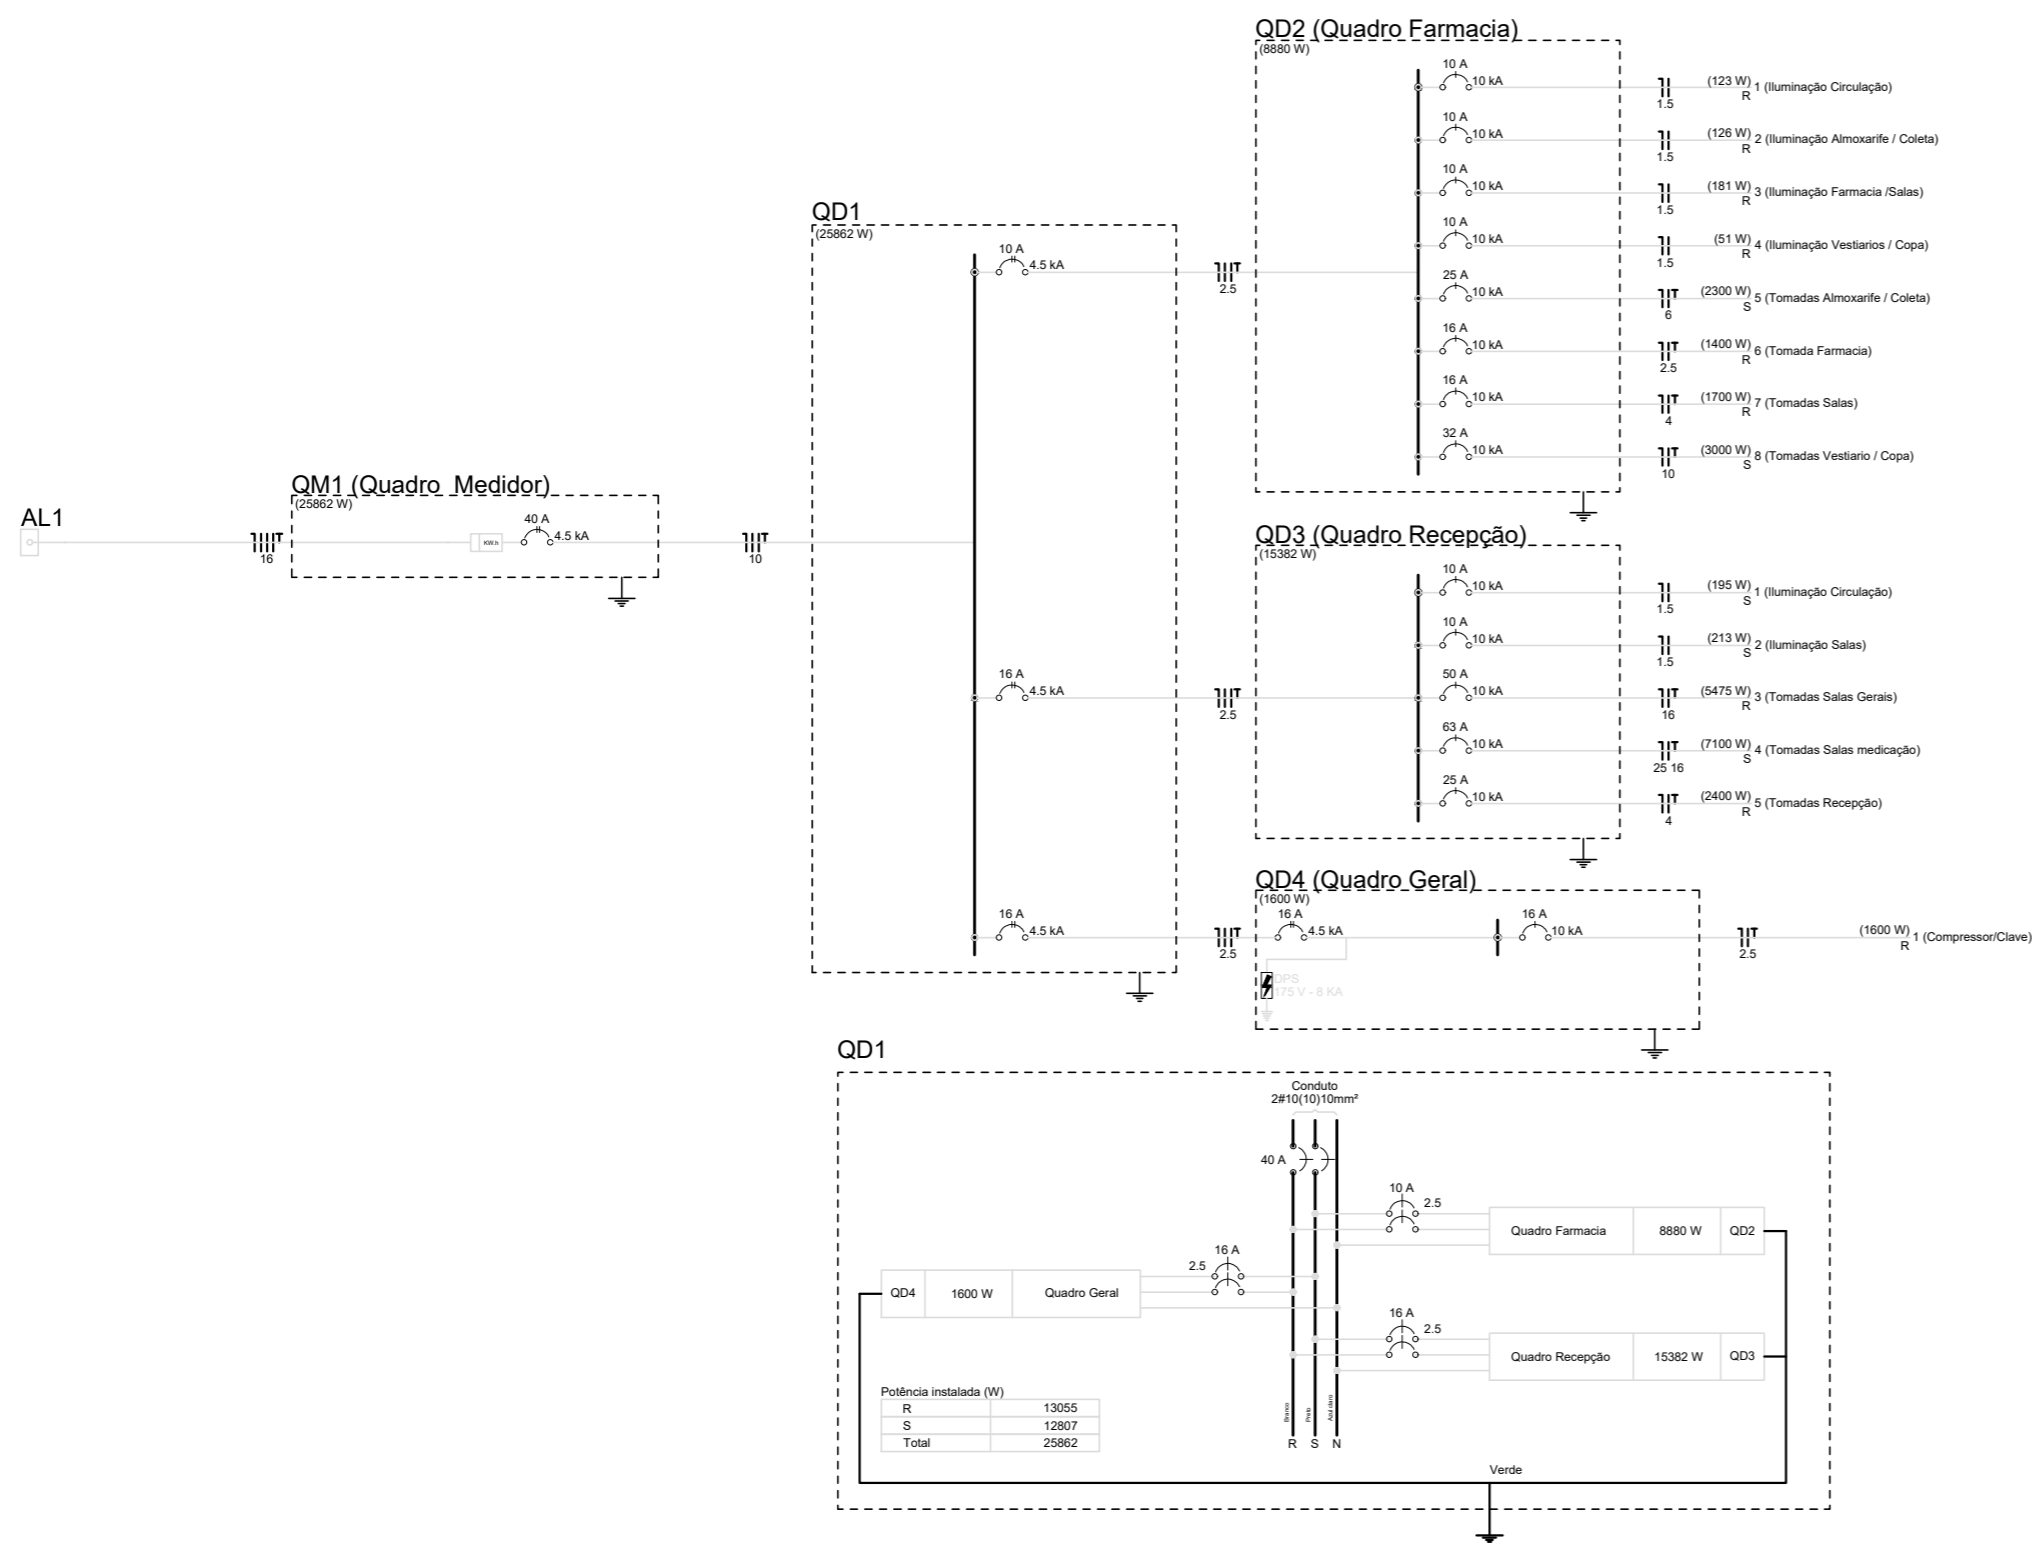 QD2 (Quadro Farmacia)
(8880 W)
10 A
10 kA
1.5
(123 W)
R
1 (Iluminação Circulação)
10 A
10 kA
1.5
(126 W)
R
2 (Iluminação Almoxarife / Coleta)
10 A
10 kA
1.5
(181 W)
R
3 (Iluminação Farmacia /Salas)
10 A
10 kA
1.5
(51 W)
R
4 (Iluminação Vestiarios / Copa)
25 A
10 kA
6
(2300 W)
S
5 (Tomadas Almoxarife / Coleta)
16 A
10 kA
2.5
(1400 W)
R
6 (Tomada Farmacia)
16 A
10 kA
4
(1700 W)
R
7 (Tomadas Salas)
32 A
10 kA
10
(3000 W)
S
8 (Tomadas Vestiario / Copa)
QD1
(25862 W)
10 A
4.5 kA
2.5
16 A
4.5 kA
2.5
16 A
4.5 kA
2.5
AL1
16
QM1 (Quadro Medidor)
(25862 W)
KW.h
40 A
4.5 kA
10
QD3 (Quadro Recepção)
(15382 W)
10 A
10 kA
1.5
(195 W)
S
1 (Iluminação Circulação)
10 A
10 kA
1.5
(213 W)
S
2 (Iluminação Salas)
50 A
10 kA
16
(5475 W)
R
3 (Tomadas Salas Gerais)
63 A
10 kA
25 16
(7100 W)
S
4 (Tomadas Salas medicação)
25 A
10 kA
4
(2400 W)
R
5 (Tomadas Recepção)
QD4 (Quadro Geral)
(1600 W)
16 A
4.5 kA
16 A
10 kA
2.5
(1600 W)
R
1 (Compressor/Clave)
DPS
175 V - 8 KA
QD1
Conduto
2#10(10)10mm²
40 A
10 A
2.5
Quadro Farmacia
8880 W
QD2
16 A
2.5
QD4
1600 W
Quadro Geral
16 A
2.5
Quadro Recepção
15382 W
QD3
Potência instalada (W)
R 13055
S 12807
Total 25862
Branco
Preto
Azul claro
R S N
Verde